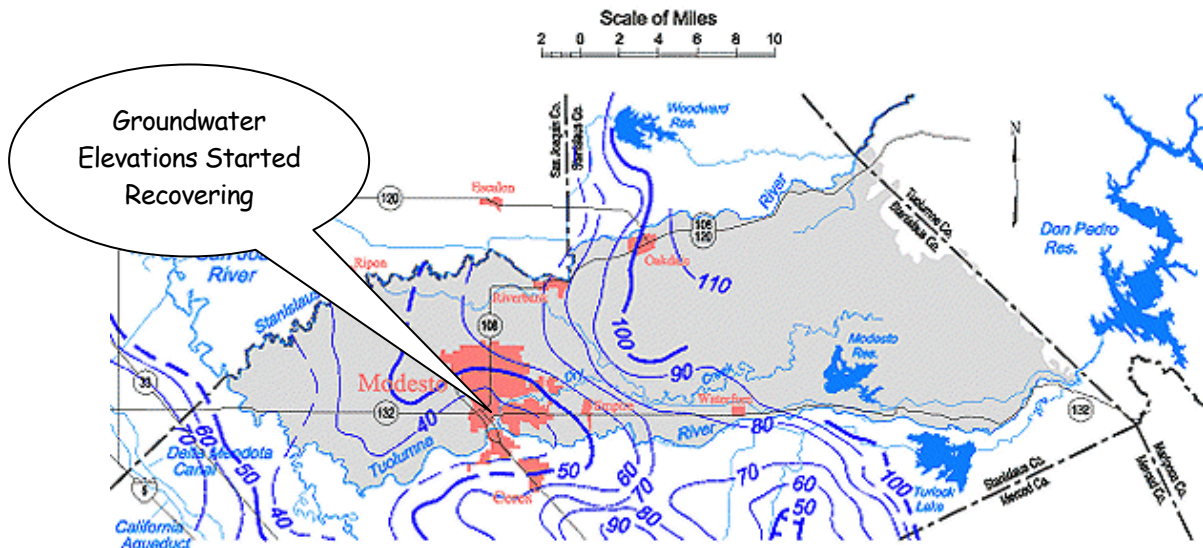 Scale of Miles
2 0 2 4 6 8 10
Groundwater
Elevations Started
Recovering
San Joaquin Co.
Stanislaus Co.
Woodward
Res.
N
120
Escalon
River
108
120
Tuolumne Co.
Stanislaus Co.
Don Pedro
Res.
Oakdale
110
River
Ripon
Riverbank
Stanislaus
108
100
Modesto
Res.
90
Modesto
Dry
Creek
33
132
40
Empire
Waterford
132
70
60
50
40
Delta Mendota
Canal
Tuolumne
River
80
50
60
70
80
90
Ceres
70
60
50
100
Turlock
Lake
Stanislaus Co.
Merced Co.
Mariposa Co.
Merced Co.
5
California
Aqueduct